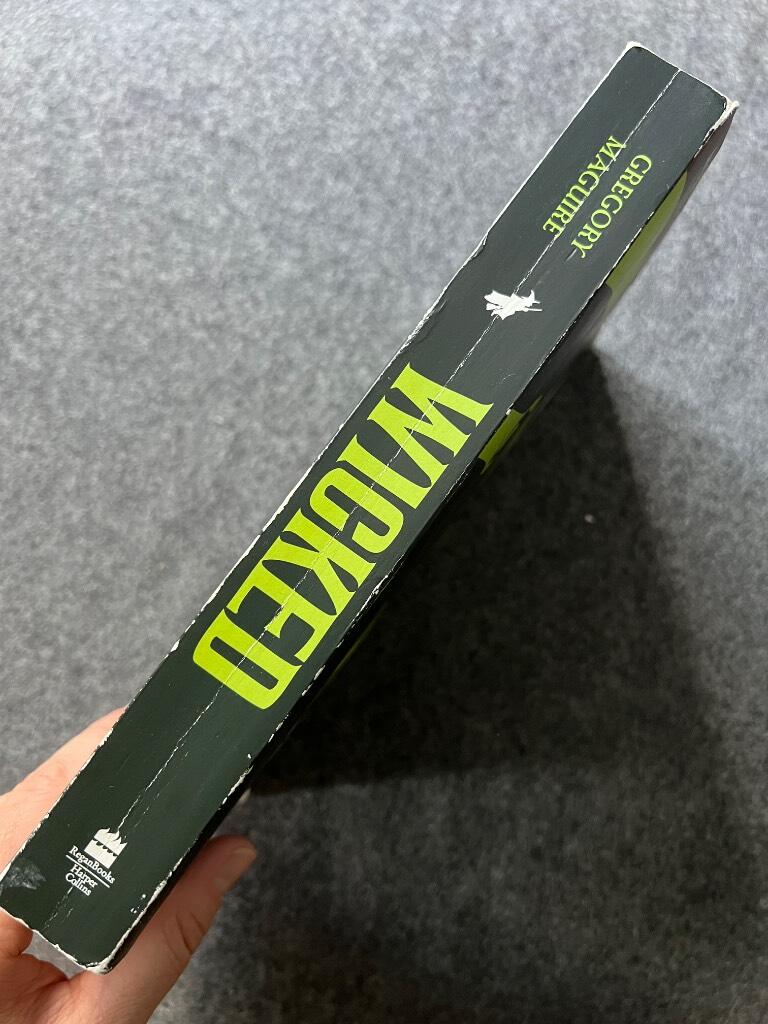 GREGORY
MAGUIRE
WICKED
ReganBooks
Harper
Collins